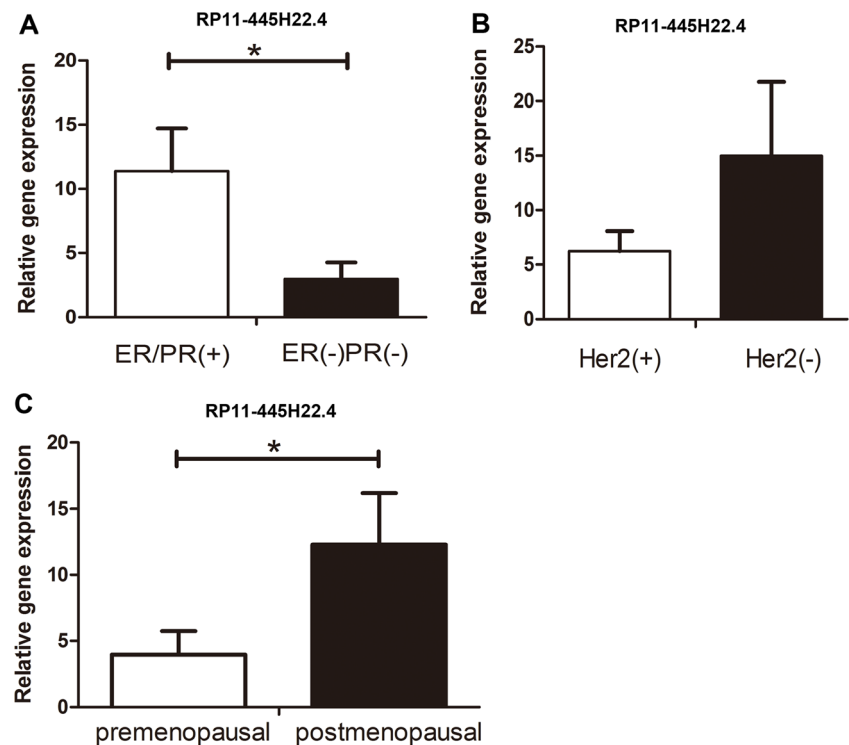 A
RP11-445H22.4
*
Relative gene expression
20
15
10
5
0
ER/PR(+)
ER(-)PR(-)
B
RP11-445H22.4
Relative gene expression
25
20
15
10
5
0
Her2(+)
Her2(-)
C
RP11-445H22.4
*
Relative gene expression
20
15
10
5
0
premenopausal
postmenopausal